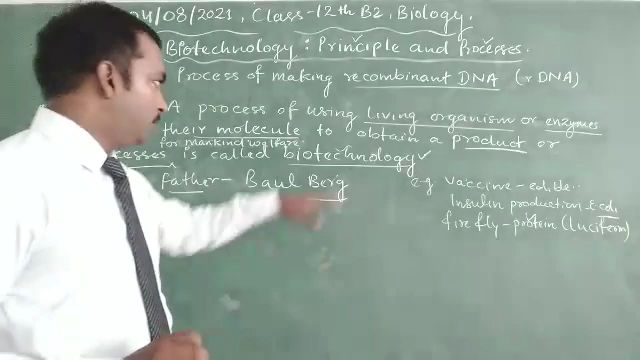 04/08/2021, Class-12th B2, Biology.
Biotechnology: Principle and Processes.
Process of making recombinant DNA (rDNA)
A process of using living organism or enzymes
their molecule to obtain a product or
for mankind welfare
cesses is called biotechnology
father- Baul Berg
e.g vaccine-edible.
Insulin production E.coli
fire fly-protein (Luciferin)